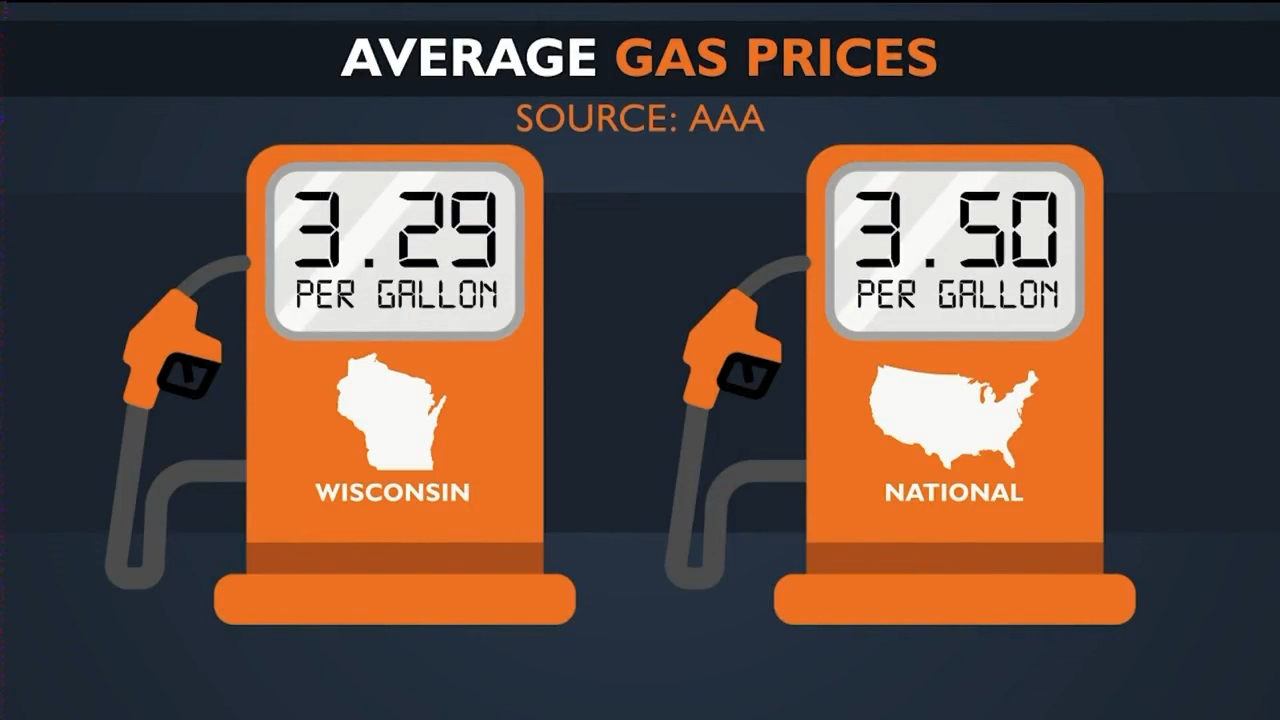 AVERAGE GAS PRICES
SOURCE: AAA
3.29
PER GALLON
WISCONSIN
3.50
PER GALLON
NATIONAL